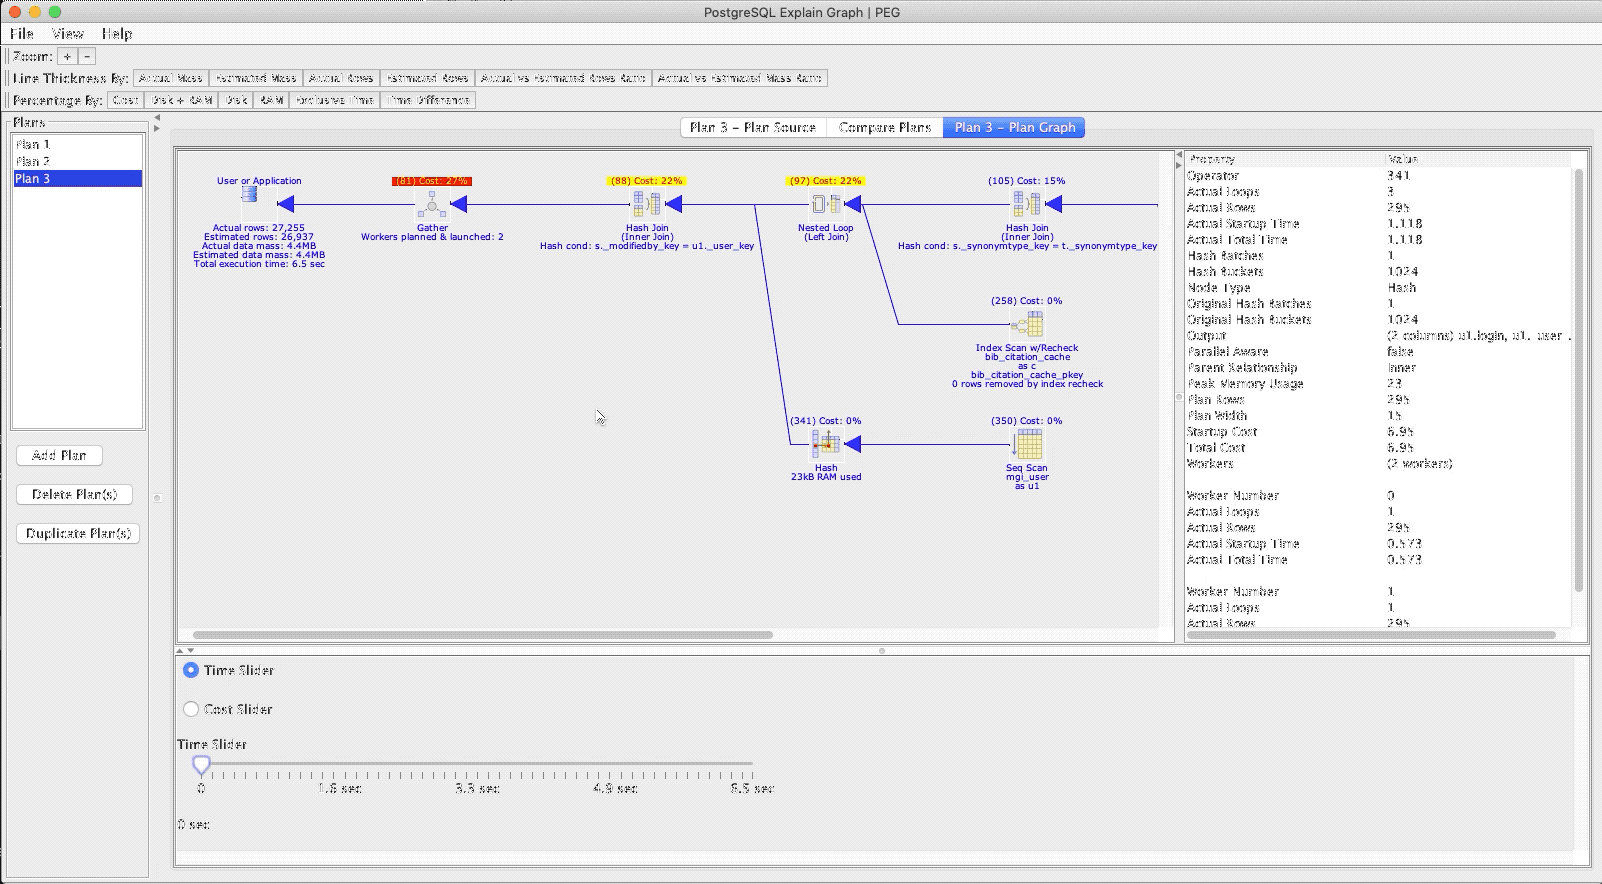 PostgreSQL Explain Graph | PEG
File View Help
Zoom: + -
Line Thickness By: Actual Mass Estimated Mass Actual Rows Estimated Rows Actual vs Estimated Rows Ratio Actual vs Estimated Mass Ratio
Percentage By: Cost Disk + RAM Disk RAM Exclusive Time Time Difference
Plans
Plan 1
Plan 2
Plan 3
Add Plan
Delete Plan(s)
Duplicate Plan(s)
Plan 3 - Plan Source Compare Plans Plan 3 - Plan Graph
User or Application
Actual rows: 27,255
Estimated rows: 26,937
Actual data mass: 4.4MB
Estimated data mass: 4.4MB
Total execution time: 6.5 sec
(81) Cost: 27%
Gather
Workers planned & launched: 2
(88) Cost: 22%
Hash Join
(Inner Join)
Hash cond: s._modifiedby_key = u1._user_key
(97) Cost: 22%
Nested Loop
(Left Join)
(105) Cost: 15%
Hash Join
(Inner Join)
Hash cond: s._synonymtype_key = t._synonymtype_key
(258) Cost: 0%
Index Scan w/Recheck
bib_citation_cache
as c
bib_citation_cache_pkey
0 rows removed by index recheck
(341) Cost: 0%
Hash
23kB RAM used
(350) Cost: 0%
Seq Scan
mgi_user
as u1
Property Value
Operator 341
Actual Loops 3
Actual Rows 295
Actual Startup Time 1.118
Actual Total Time 1.118
Hash Batches 1
Hash Buckets 1024
Node Type Hash
Original Hash Batches 1
Original Hash Buckets 1024
Output (2 columns) u1.login, u1._user .
Parallel Aware false
Parent Relationship Inner
Peak Memory Usage 23
Plan Rows 295
Plan Width 15
Startup Cost 6.95
Total Cost 6.95
Workers (2 workers)
Worker Number 0
Actual Loops 1
Actual Rows 295
Actual Startup Time 0.573
Actual Total Time 0.573
Worker Number 1
Actual Loops 1
Actual Rows 295
Time Slider
Cost Slider
Time Slider
0 1.6 sec 3.3 sec 4.9 sec 6.5 sec
0 sec